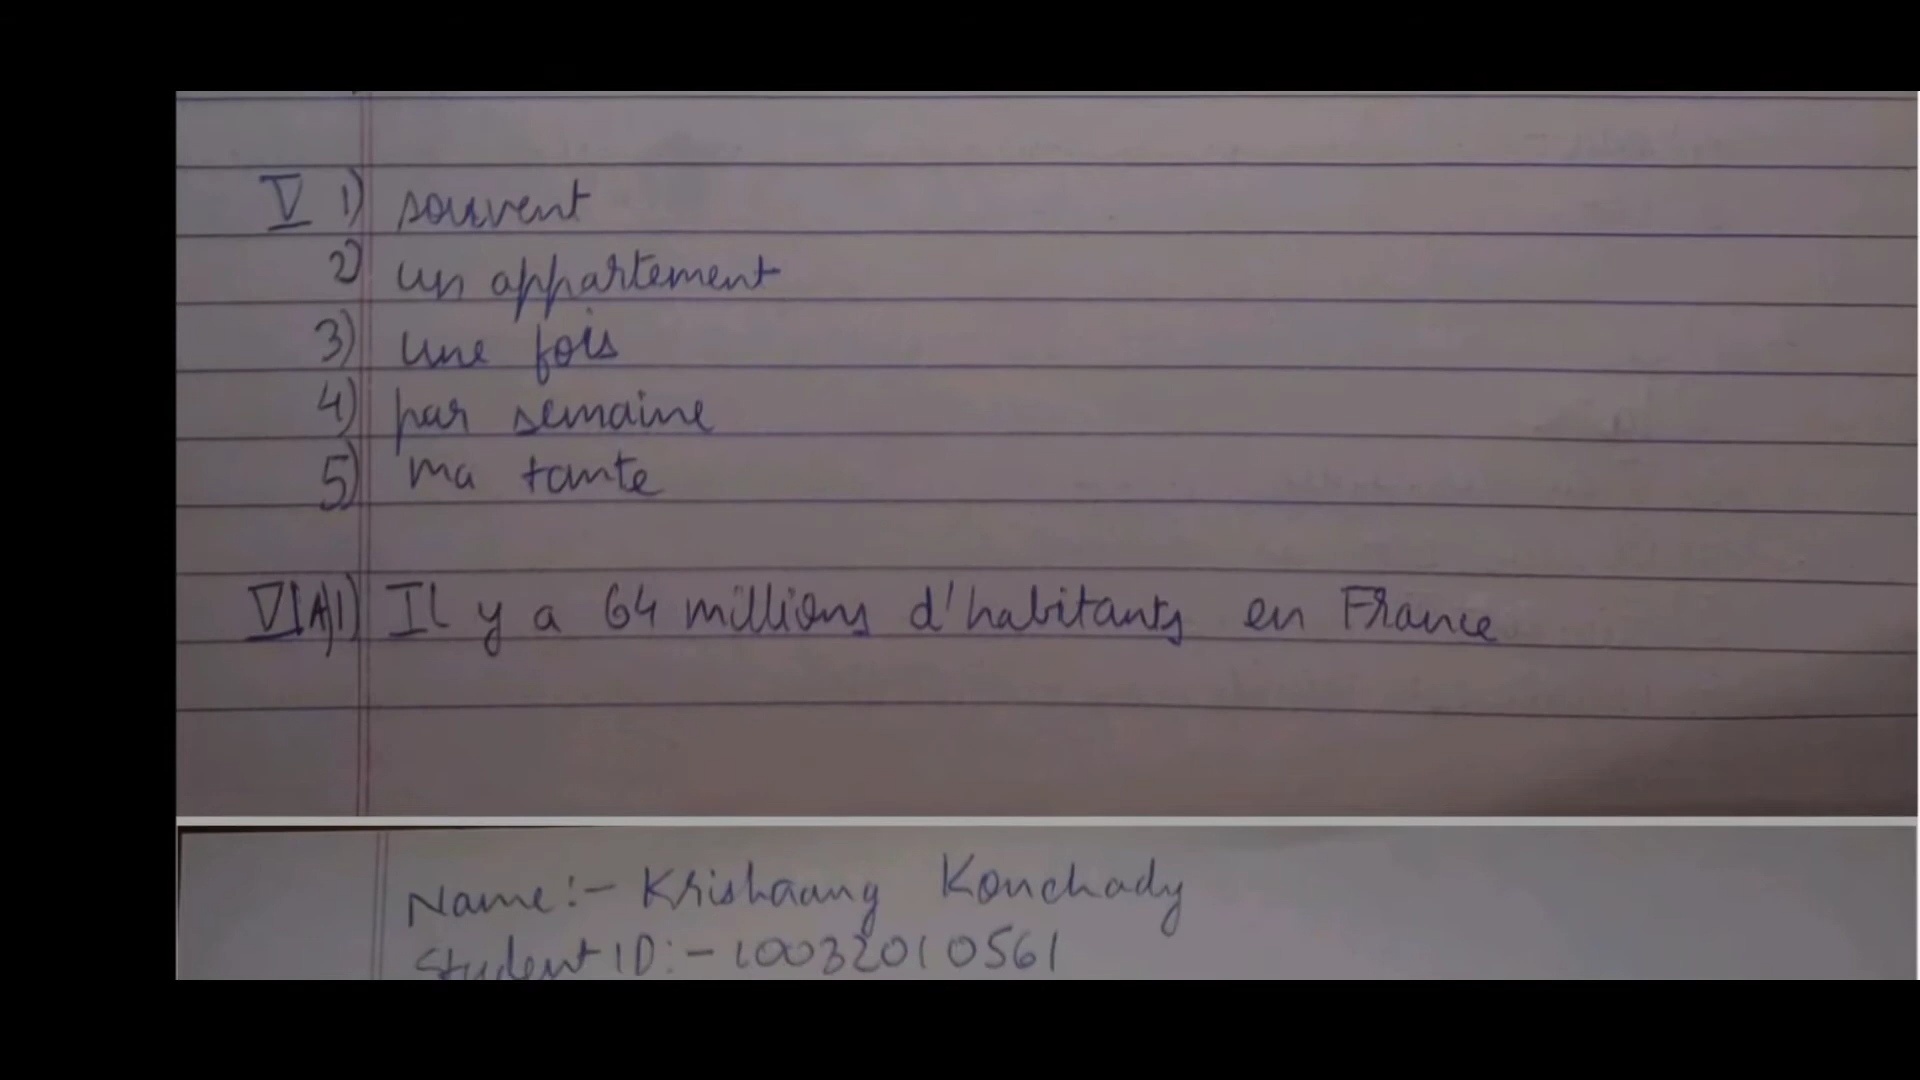 V 1) souvent
2) un appartement
3) une fois
4) par semaine
5) ma tante
VI A) 1) Il y a 64 millions d'habitants en France
Name:- Krishaang Konchady
Student ID:- 10032010561